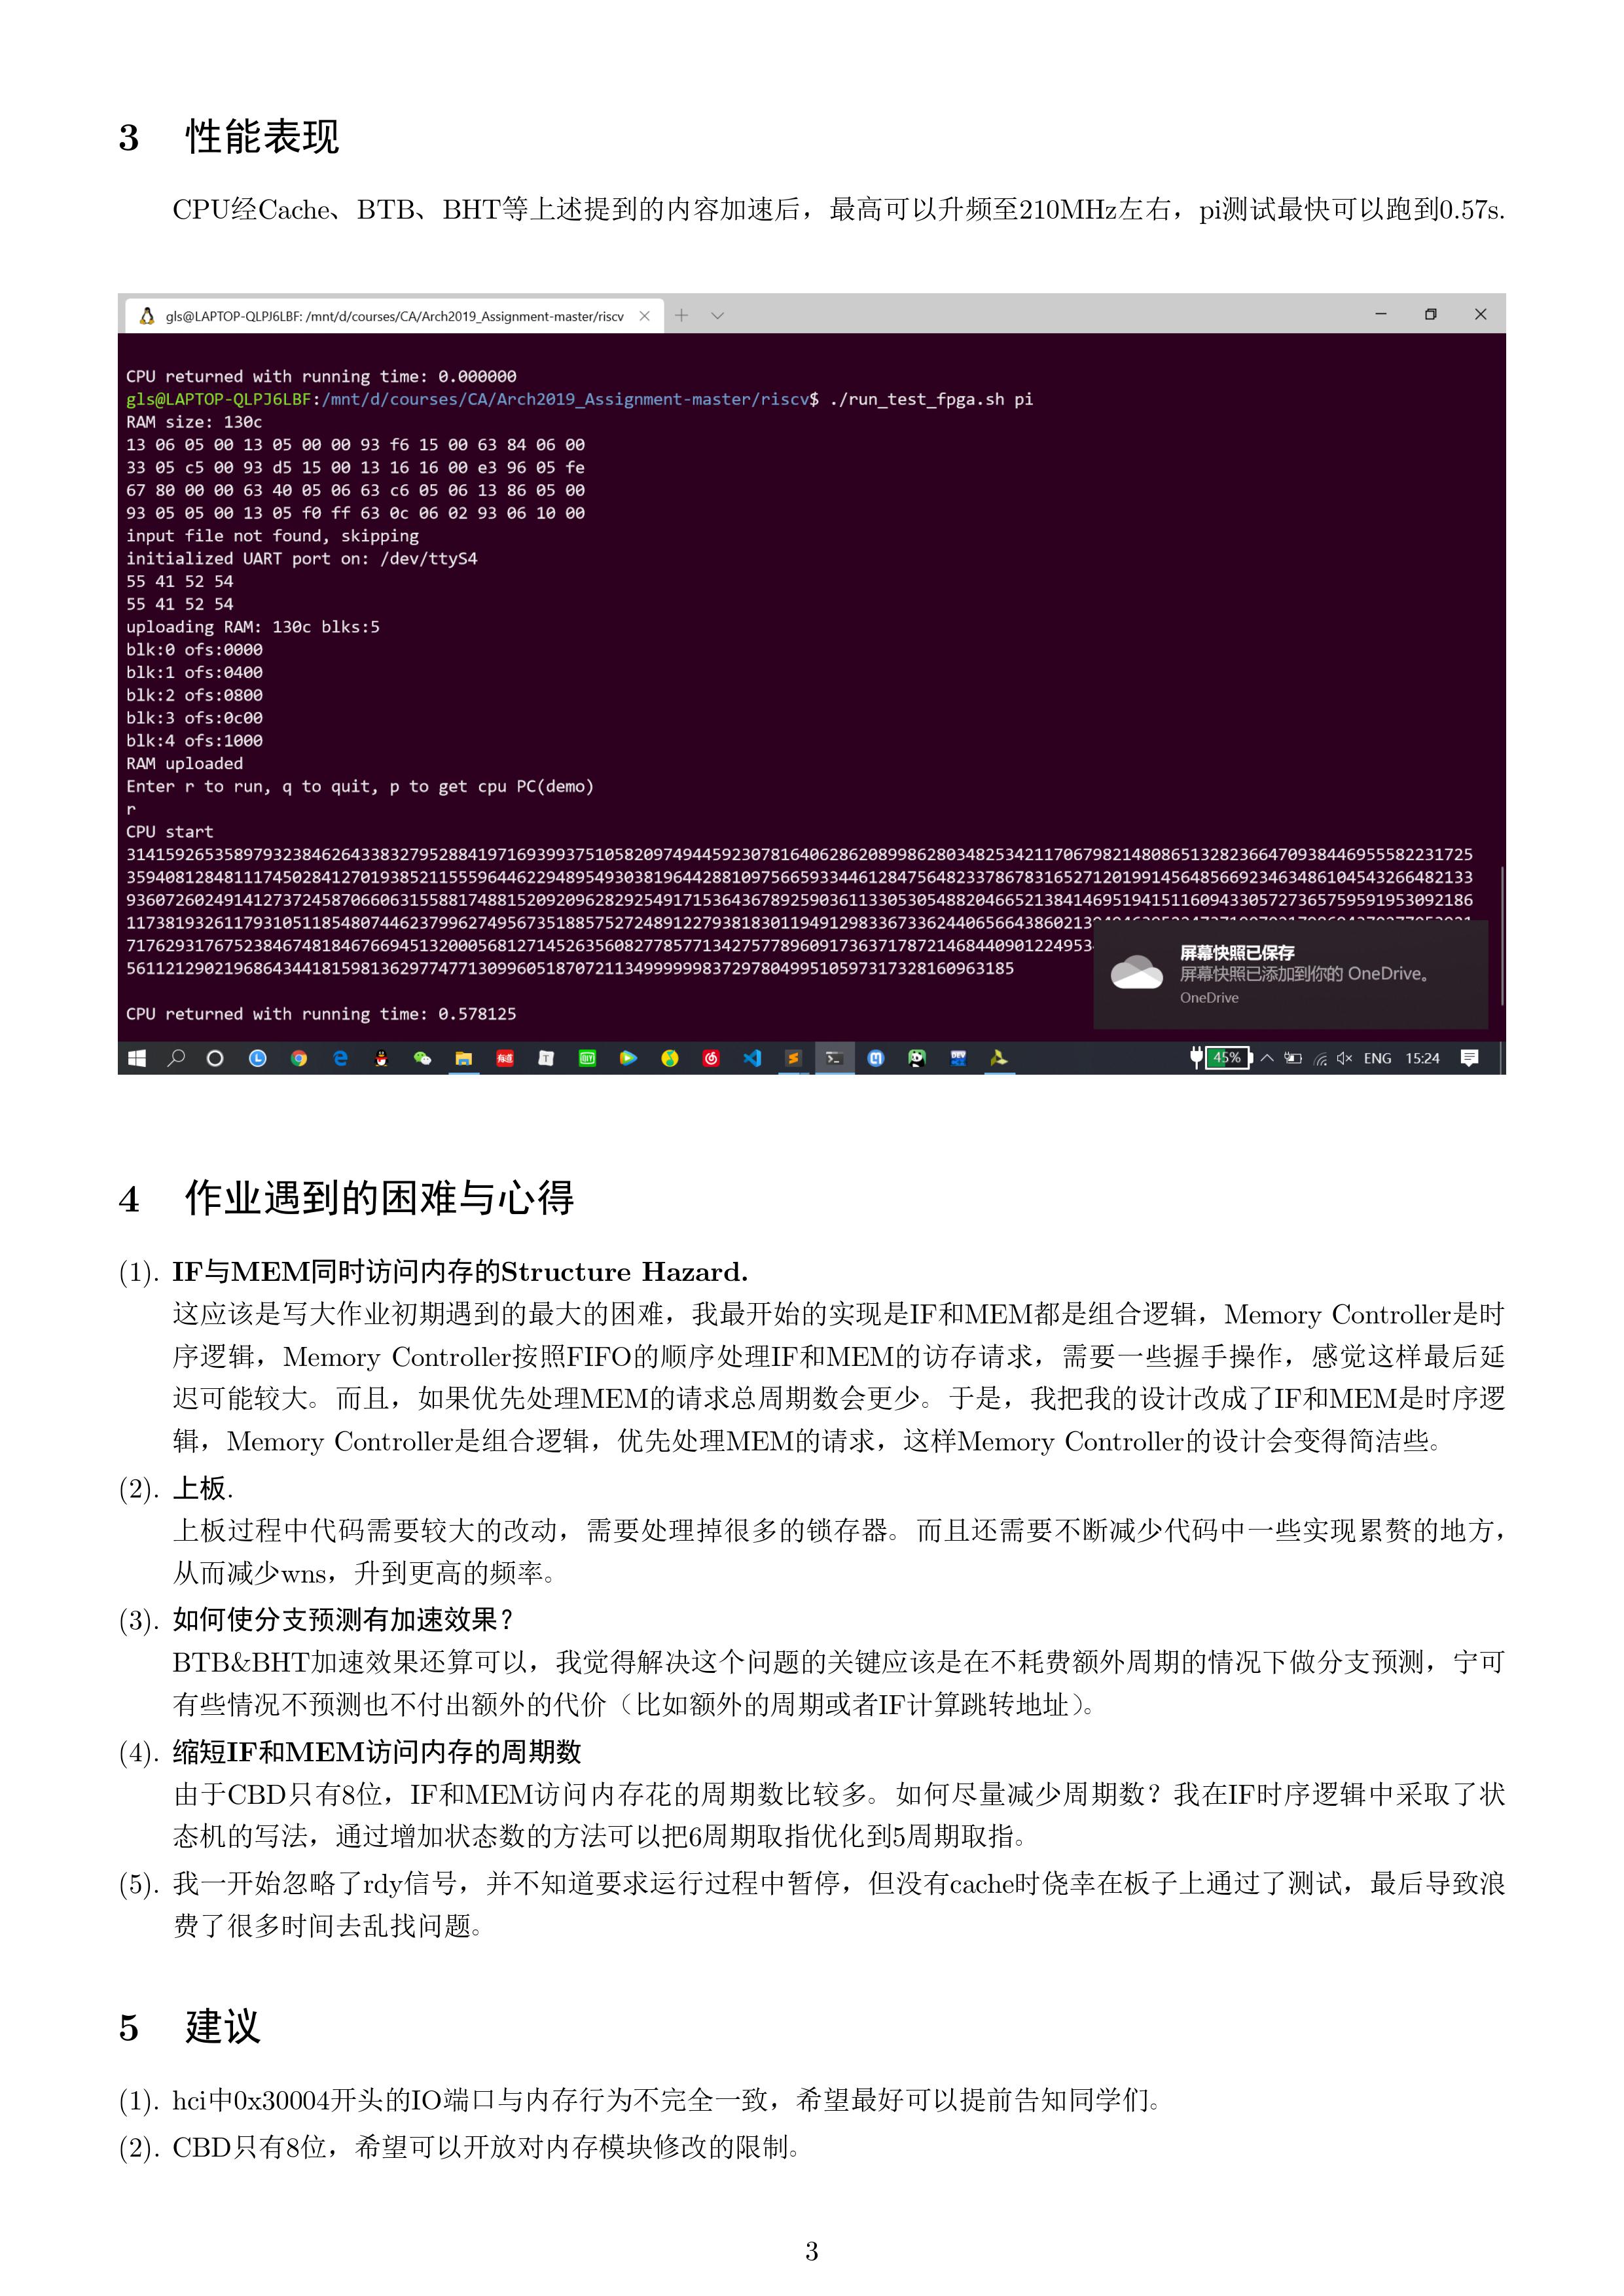 3 性能表现
CPU经Cache、BTB、BHT等上述提到的内容加速后，最高可以升频至210MHz左右，pi测试最快可以跑到0.57s.
gls@LAPTOP-QLPJ6LBF: /mnt/d/courses/CA/Arch2019_Assignment-master/riscv
CPU returned with running time: 0.000000
gls@LAPTOP-QLPJ6LBF:/mnt/d/courses/CA/Arch2019_Assignment-master/riscv$ ./run_test_fpga.sh pi
RAM size: 130c
13 06 05 00 13 05 00 00 93 f6 15 00 63 84 06 00
33 05 c5 00 93 d5 15 00 13 16 16 00 e3 96 05 fe
67 80 00 00 63 40 05 06 63 c6 05 06 13 86 05 00
93 05 05 00 13 05 f0 ff 63 0c 06 02 93 06 10 00
input file not found, skipping
initialized UART port on: /dev/ttyS4
55 41 52 54
55 41 52 54
uploading RAM: 130c blks:5
blk:0 ofs:0000
blk:1 ofs:0400
blk:2 ofs:0800
blk:3 ofs:0c00
blk:4 ofs:1000
RAM uploaded
Enter r to run, q to quit, p to get cpu PC(demo)
r
CPU start
314159265358979323846264338327952884197169399375105820974944592307816406286208998628034825342117067982148086513282366470938446955582231725
35940812848111745028412701938521105559644622948954930381964428810975665933446128475648233786783165271201991456485669234634861045432664821 33
93607260249141273724587006606315588174881520920962829254917153643678925903611330530548820466521384146951941511609433057273657595919530921 86
11738193261179310511854807446237996274956735188575272489122793818301194912983367336244065664386021
71762931767523846748184676694513200056812714526356082778577134275778960917363717872146844090122495 3
5611212902196864344181598136297747713099605187072113499999983729780499510597317328160963185
屏幕快照已保存
屏幕快照已添加到你的 OneDrive。
OneDrive
CPU returned with running time: 0.578125
45% ENG 15:24
4 作业遇到的困难与心得
(1). IF与MEM同时访问内存的Structure Hazard.
这应该是写大作业初期遇到的最大的困难，我最开始的实现是IF和MEM都是组合逻辑，Memory Controller是时
序逻辑，Memory Controller按照FIFO的顺序处理IF和MEM的访存请求，需要一些握手操作，感觉这样最后延
迟可能较大。而且，如果优先处理MEM的请求总周期数会更少。于是，我把我的设计改成了IF和MEM是时序逻
辑，Memory Controller是组合逻辑，优先处理MEM的请求，这样Memory Controller的设计会变得简洁些。
(2). 上板.
上板过程中代码需要较大的改动，需要处理掉很多的锁存器。而且还需要不断减少代码中一些实现累赘的地方，
从而减少wns，升到更高的频率。
(3). 如何使分支预测有加速效果？
BTB&BHT加速效果还算可以，我觉得解决这个问题的关键应该是在不耗费额外周期的情况下做分支预测，宁可
有些情况不预测也不付出额外的代价（比如额外的周期或者IF计算跳转地址）。
(4). 缩短IF和MEM访问内存的周期数
由于CBD只有8位，IF和MEM访问内存花的周期数比较多。如何尽量减少周期数？我在IF时序逻辑中采取了状
态机的写法，通过增加状态数的方法可以把6周期取指优化到5周期取指。
(5). 我一开始忽略了rdy信号，并不知道要求运行过程中暂停，但没有cache时侥幸在板子上通过了测试，最后导致浪
费了很多时间去乱找问题。
5 建议
(1). hci中0x30004开头的IO端口与内存行为不完全一致，希望最好可以提前告知同学们。
(2). CBD只有8位，希望可以开放对内存模块修改的限制。
3